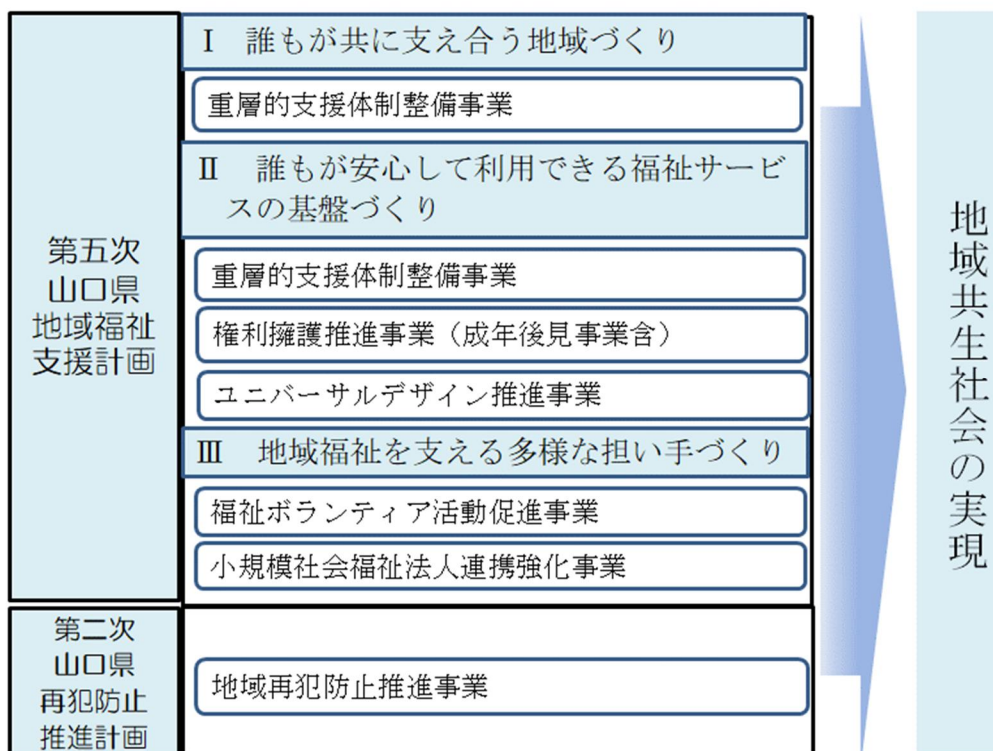 第五次
山口県
地域福祉
支援計画
Ⅰ 誰もが共に支え合う地域づくり
重層的支援体制整備事業
Ⅱ 誰もが安心して利用できる福祉サービ
スの基盤づくり
重層的支援体制整備事業
権利擁護推進事業（成年後見事業含）
ユニバーサルデザイン推進事業
Ⅲ 地域福祉を支える多様な担い手づくり
福祉ボランティア活動促進事業
小規模社会福祉法人連携強化事業
第二次
山口県
再犯防止
推進計画
地域再犯防止推進事業
地域共生社会の実現